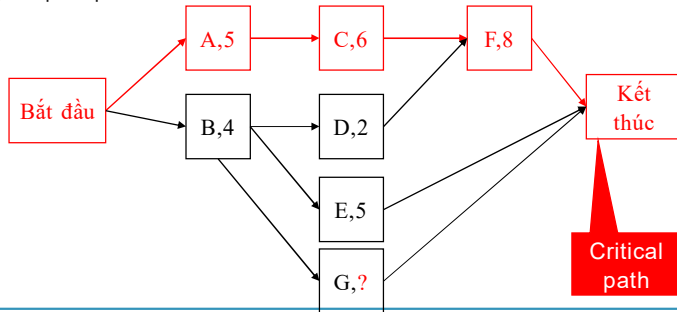 A,5
C,6
F,8
Bắt đầu
Kết
thúc
B,4
D,2
E,5
G,?
Critical
path